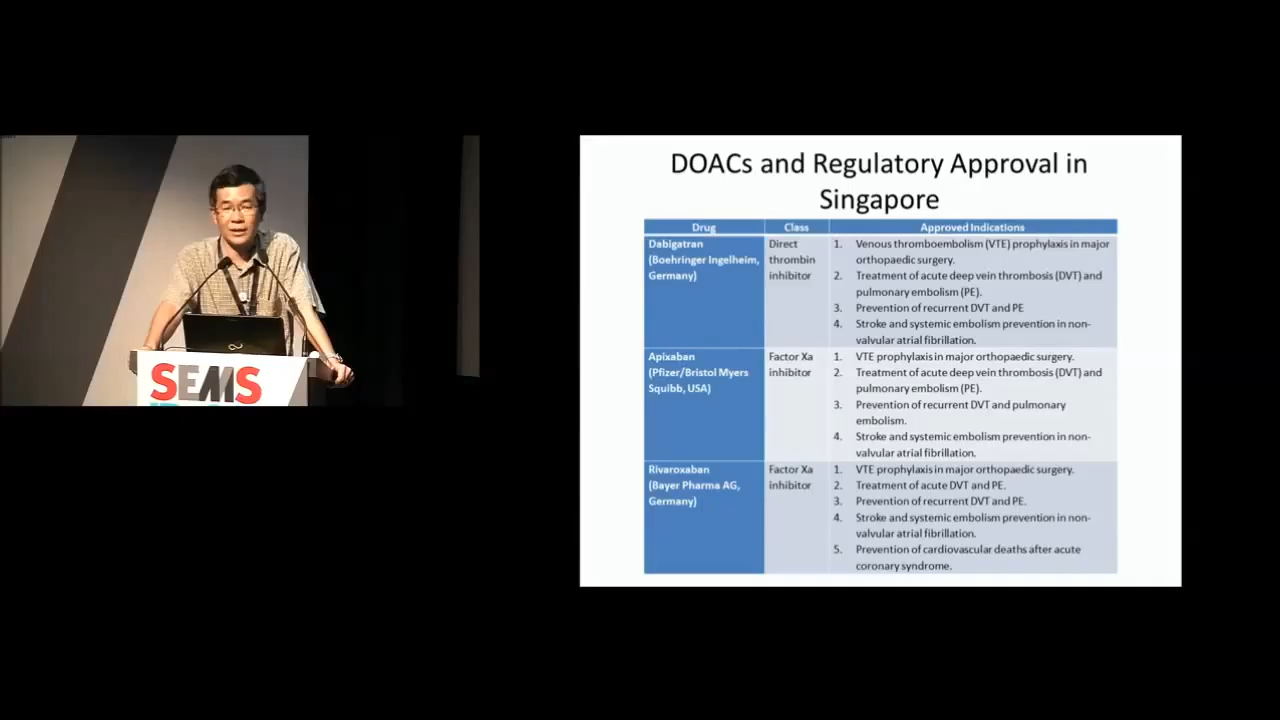 SEMS
DOACs and Regulatory Approval in
Singapore
Drug Class Approved Indications
Dabigatran
(Boehringer Ingelheim,
Germany)
Direct
thrombin
inhibitor
1. Venous thromboembolism (VTE) prophylaxis in major
orthopaedic surgery.
2. Treatment of acute deep vein thrombosis (DVT) and
pulmonary embolism (PE).
3. Prevention of recurrent DVT and PE
4. Stroke and systemic embolism prevention in non-
valvular atrial fibrillation.
Apixaban
(Pfizer/Bristol Myers
Squibb, USA)
Factor Xa
inhibitor
1. VTE prophylaxis in major orthopaedic surgery.
2. Treatment of acute deep vein thrombosis (DVT) and
pulmonary embolism (PE).
3. Prevention of recurrent DVT and pulmonary
embolism.
4. Stroke and systemic embolism prevention in non-
valvular atrial fibrillation.
Rivaroxaban
(Bayer Pharma AG,
Germany)
Factor Xa
inhibitor
1. VTE prophylaxis in major orthopaedic surgery.
2. Treatment of acute DVT and PE.
3. Prevention of recurrent DVT and PE.
4. Stroke and systemic embolism prevention in non-
valvular atrial fibrillation.
5. Prevention of cardiovascular deaths after acute
coronary syndrome.